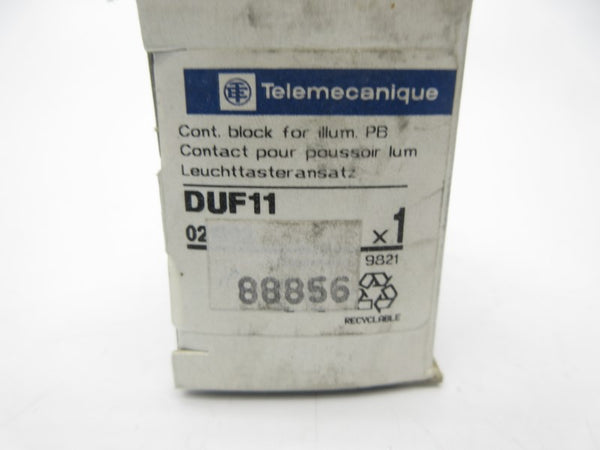 Telemecanique
Cont. block for illum. PB
Contact pour poussoir lum
Leuchttasteransatz
DUF11
02
x1
9821
88856
RECYCLABLE